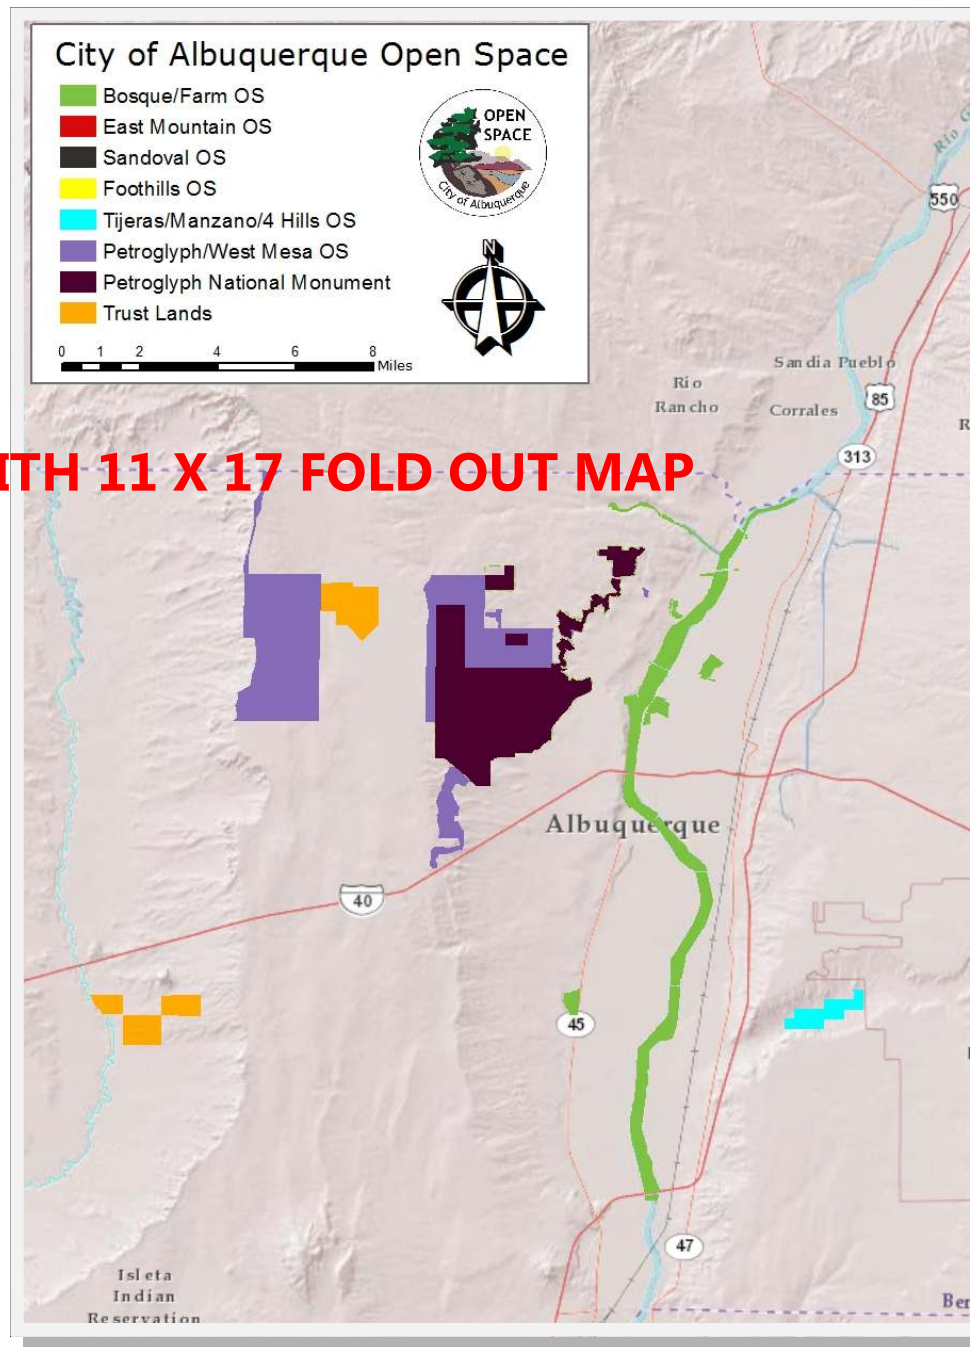 City of Albuquerque Open Space
Bosque/Farm OS
East Mountain OS
Sandoval OS
Foothills OS
Tijeras/Manzano/4 Hills OS
Petroglyph/West Mesa OS
Petroglyph National Monument
Trust Lands
OPEN
SPACE
City of Albuquerque
N
0 1 2 4 6 8
Miles
Rio G
550
Sandia Pueblo
85
Rio
Rancho
Corrales
R
313
ITH 11 X 17 FOLD OUT MAP
Albuquerque
40
45
47
Isleta
Indian
Reservation
Ber